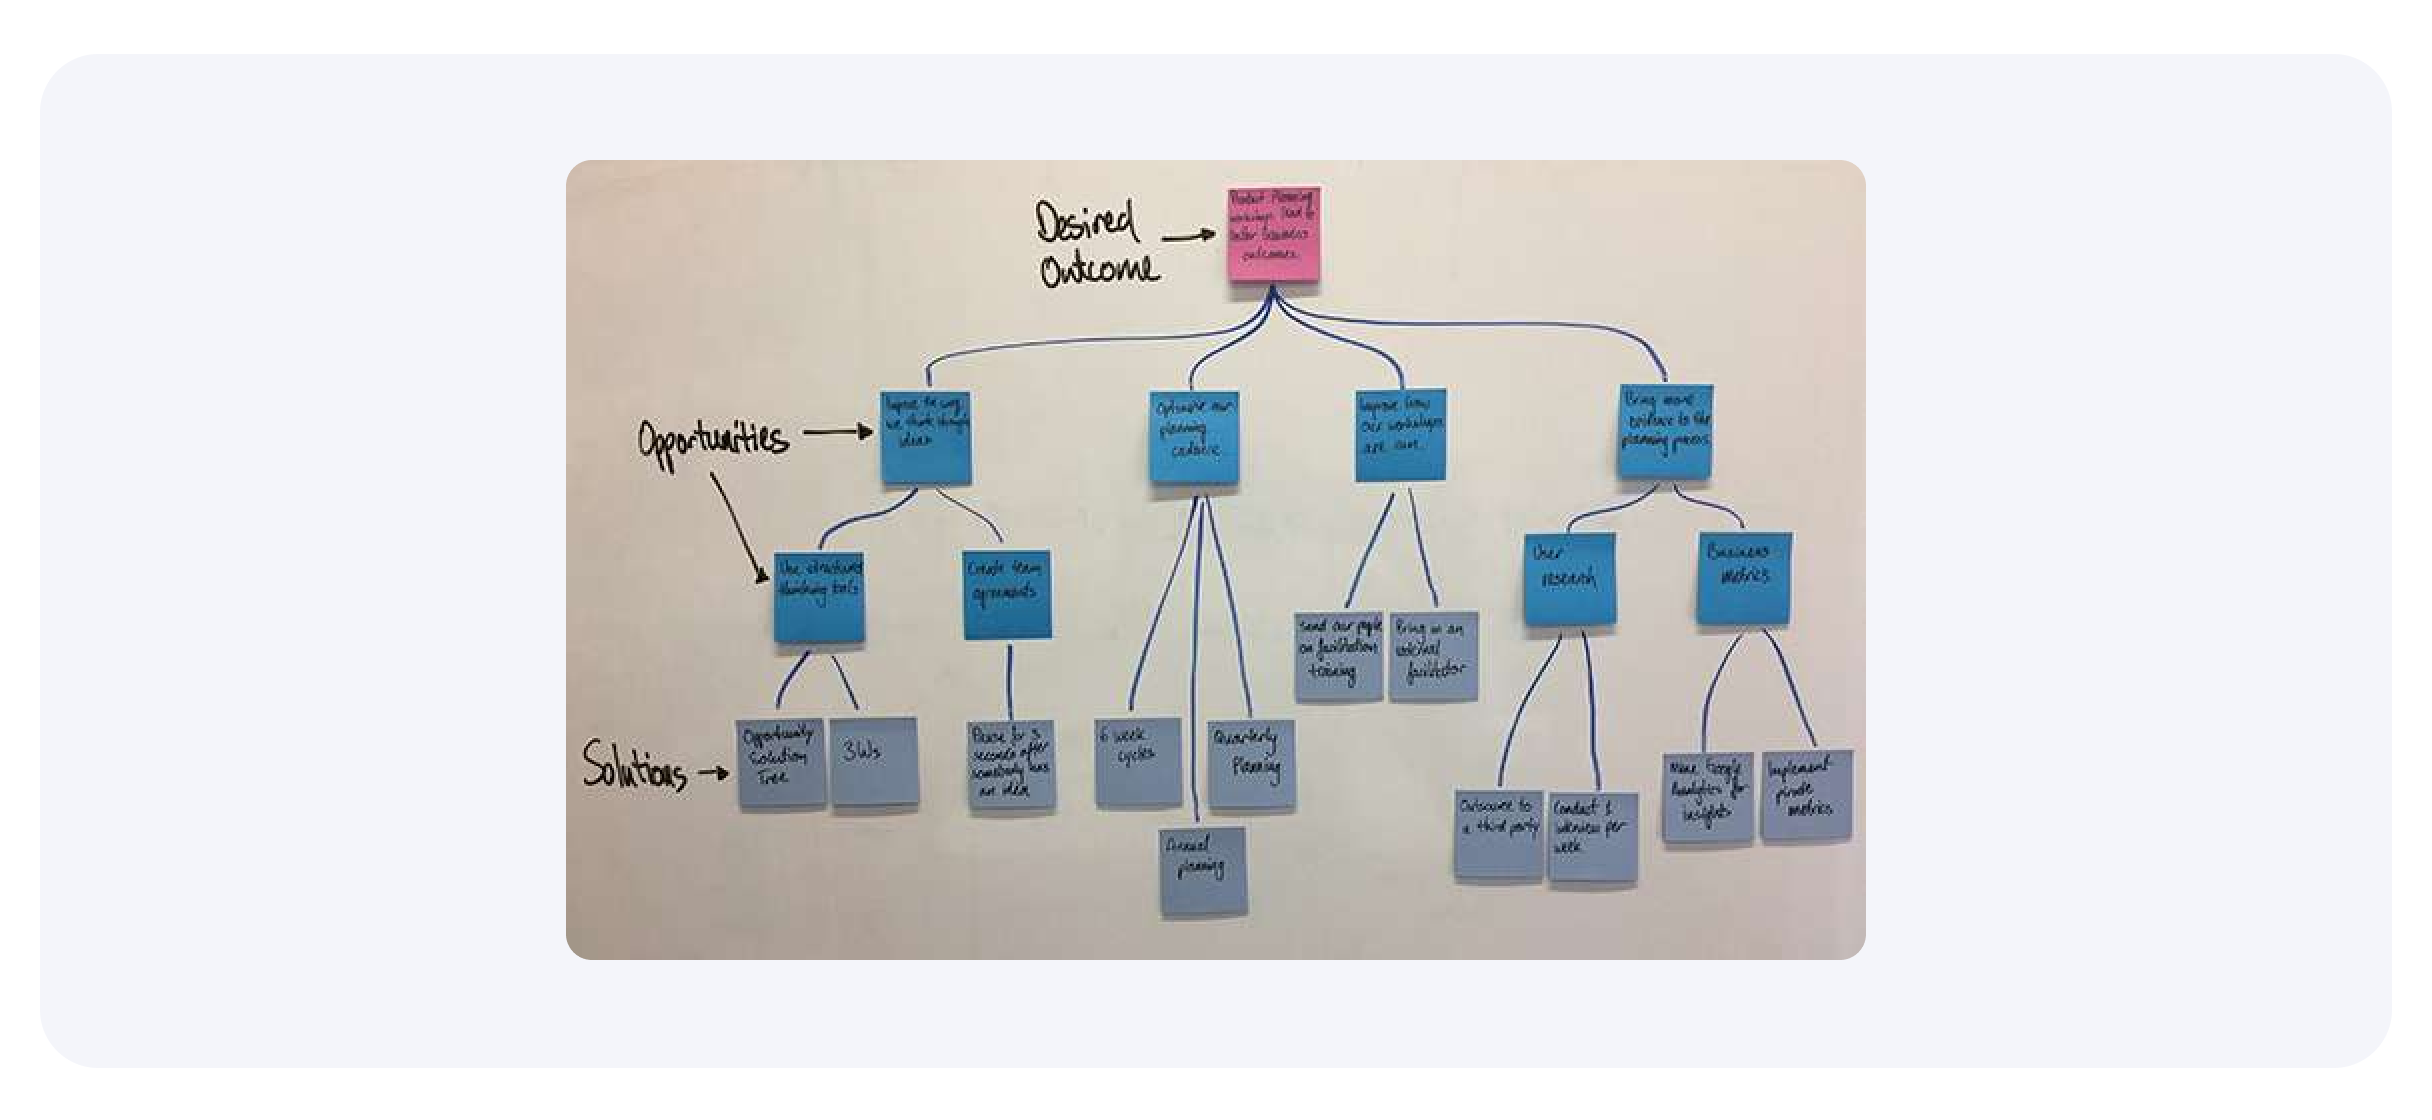 Desired
Outcome
Product Planning
workshops lead to
better business
outcomes
Opportunities
Improve the way
we think through
ideas
Optimise our
planning
cadence
Improve how
our workshops
are run
Bring more
evidence to the
planning process
Use structured
thinking tools
Create team
agreements
User
research
Business
metrics
Send our people
on facilitation
training
Bring in an
external
facilitator
Solutions
Opportunity
Solution
Tree
3Ws
Pause for 3
seconds after
somebody has
an idea
6 week
cycles
Quarterly
Planning
Annual
planning
Outsource to
a third party
Conduct 1
interview per
week
Google
Analytics for
insights
Implement
pirate
metrics